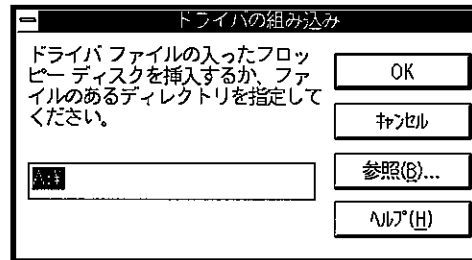 ドライバの組み込み
ドライバ ファイルの入ったフロッ
ピー ディスクを挿入するか、ファ
イルのあるディレクトリを指定して
ください。
A:¥
OK
ｷｬﾝｾﾙ
参照(B)...
ﾍﾙﾌﾟ(H)